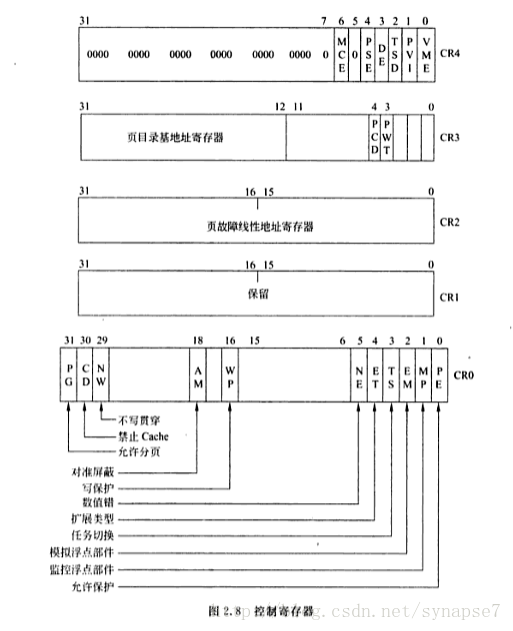 31 7 6 5 4 3 2 1 0
0000 0000 0000 0000 0000 0000 0 MCE 0 PSE DE TSD PVI VME CR4
31 12 11 4 3 0
页目录基地址寄存器 PCD PWT CR3
31 16 15 0
页故障线性地址寄存器 CR2
31 16 15 0
保留 CR1
31 30 29 18 16 15 6 5 4 3 2 1 0
PG CD NW AM WP NE ET TS EM MP PE CR0
不写贯穿
禁止 Cache
允许分页
对准屏蔽
写保护
数值错
扩展类型
任务切换
模拟浮点部件
监控浮点部件
允许保护
图 2.8 控制寄存器
g.csdn.net/synapse7